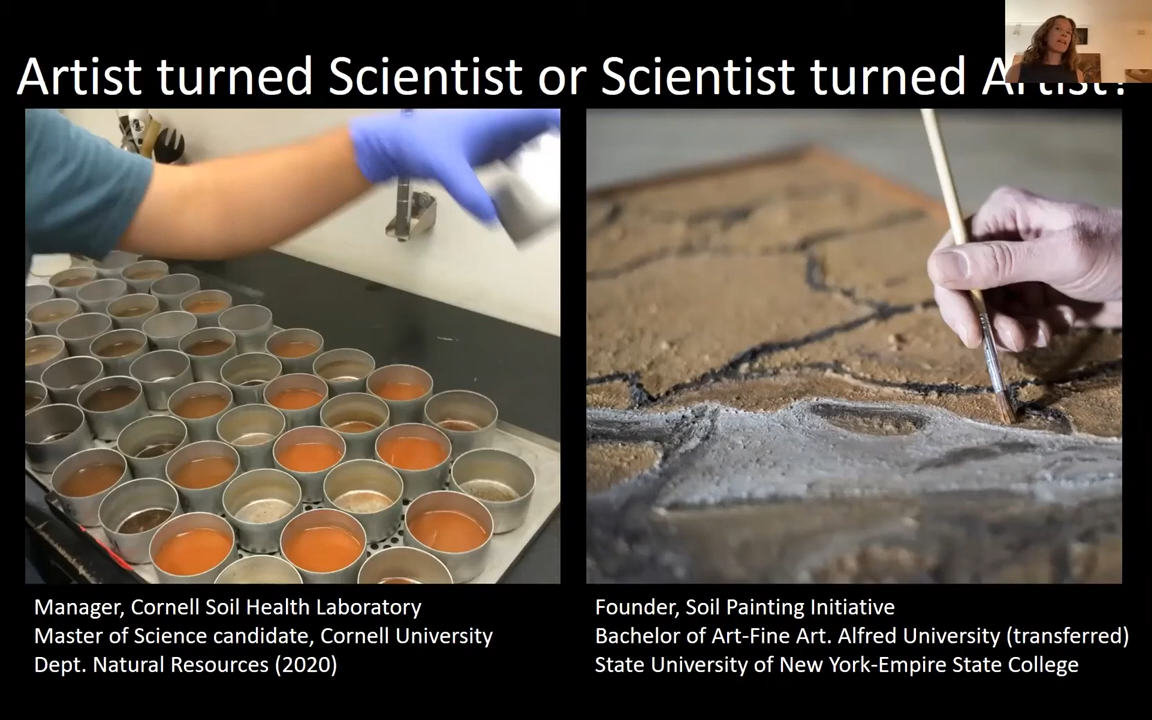 Artist turned Scientist or Scientist turned Artist?
Manager, Cornell Soil Health Laboratory
Master of Science candidate, Cornell University
Dept. Natural Resources (2020)
Founder, Soil Painting Initiative
Bachelor of Art-Fine Art. Alfred University (transferred)
State University of New York-Empire State College